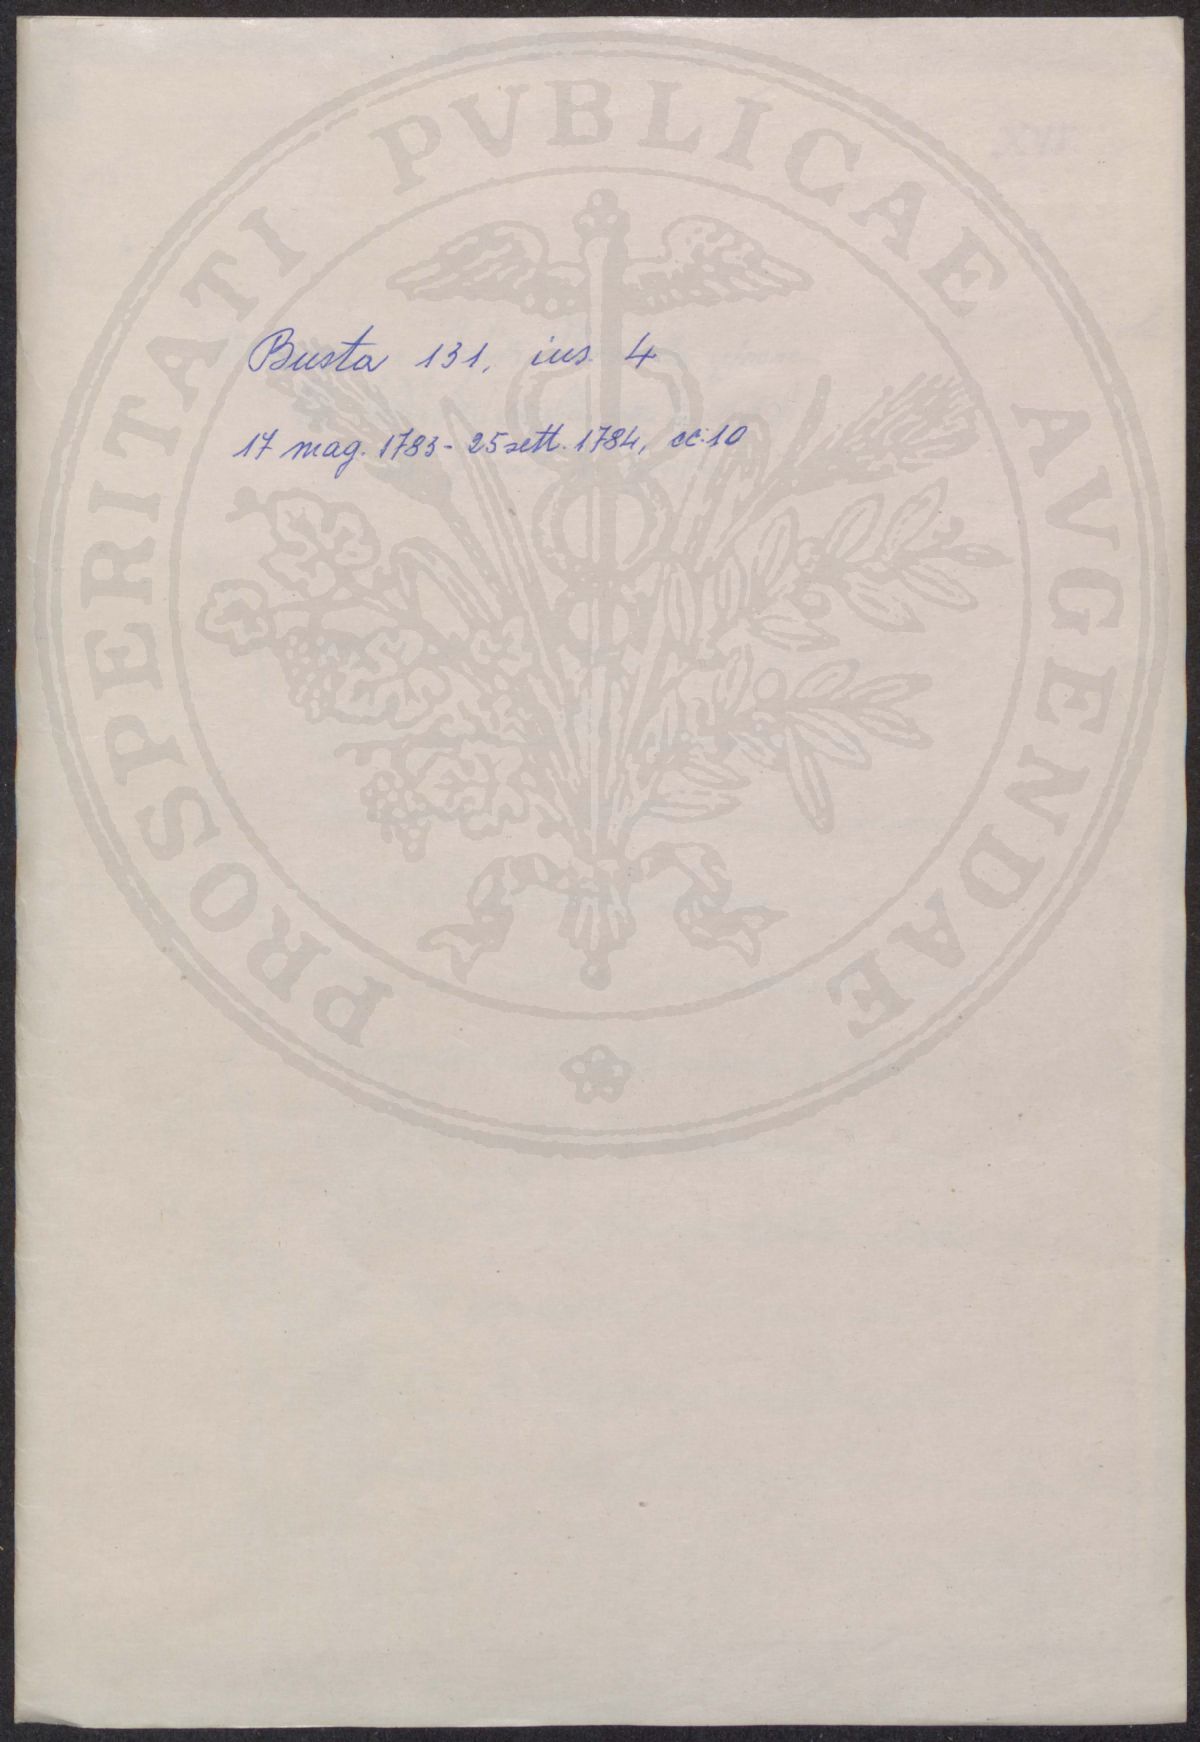 Busta 131, ins. 4
17 mag. 1783 - 25 sett. 1784, cc. 10
PROSPERITATI PVBLICAE AVGENDAE